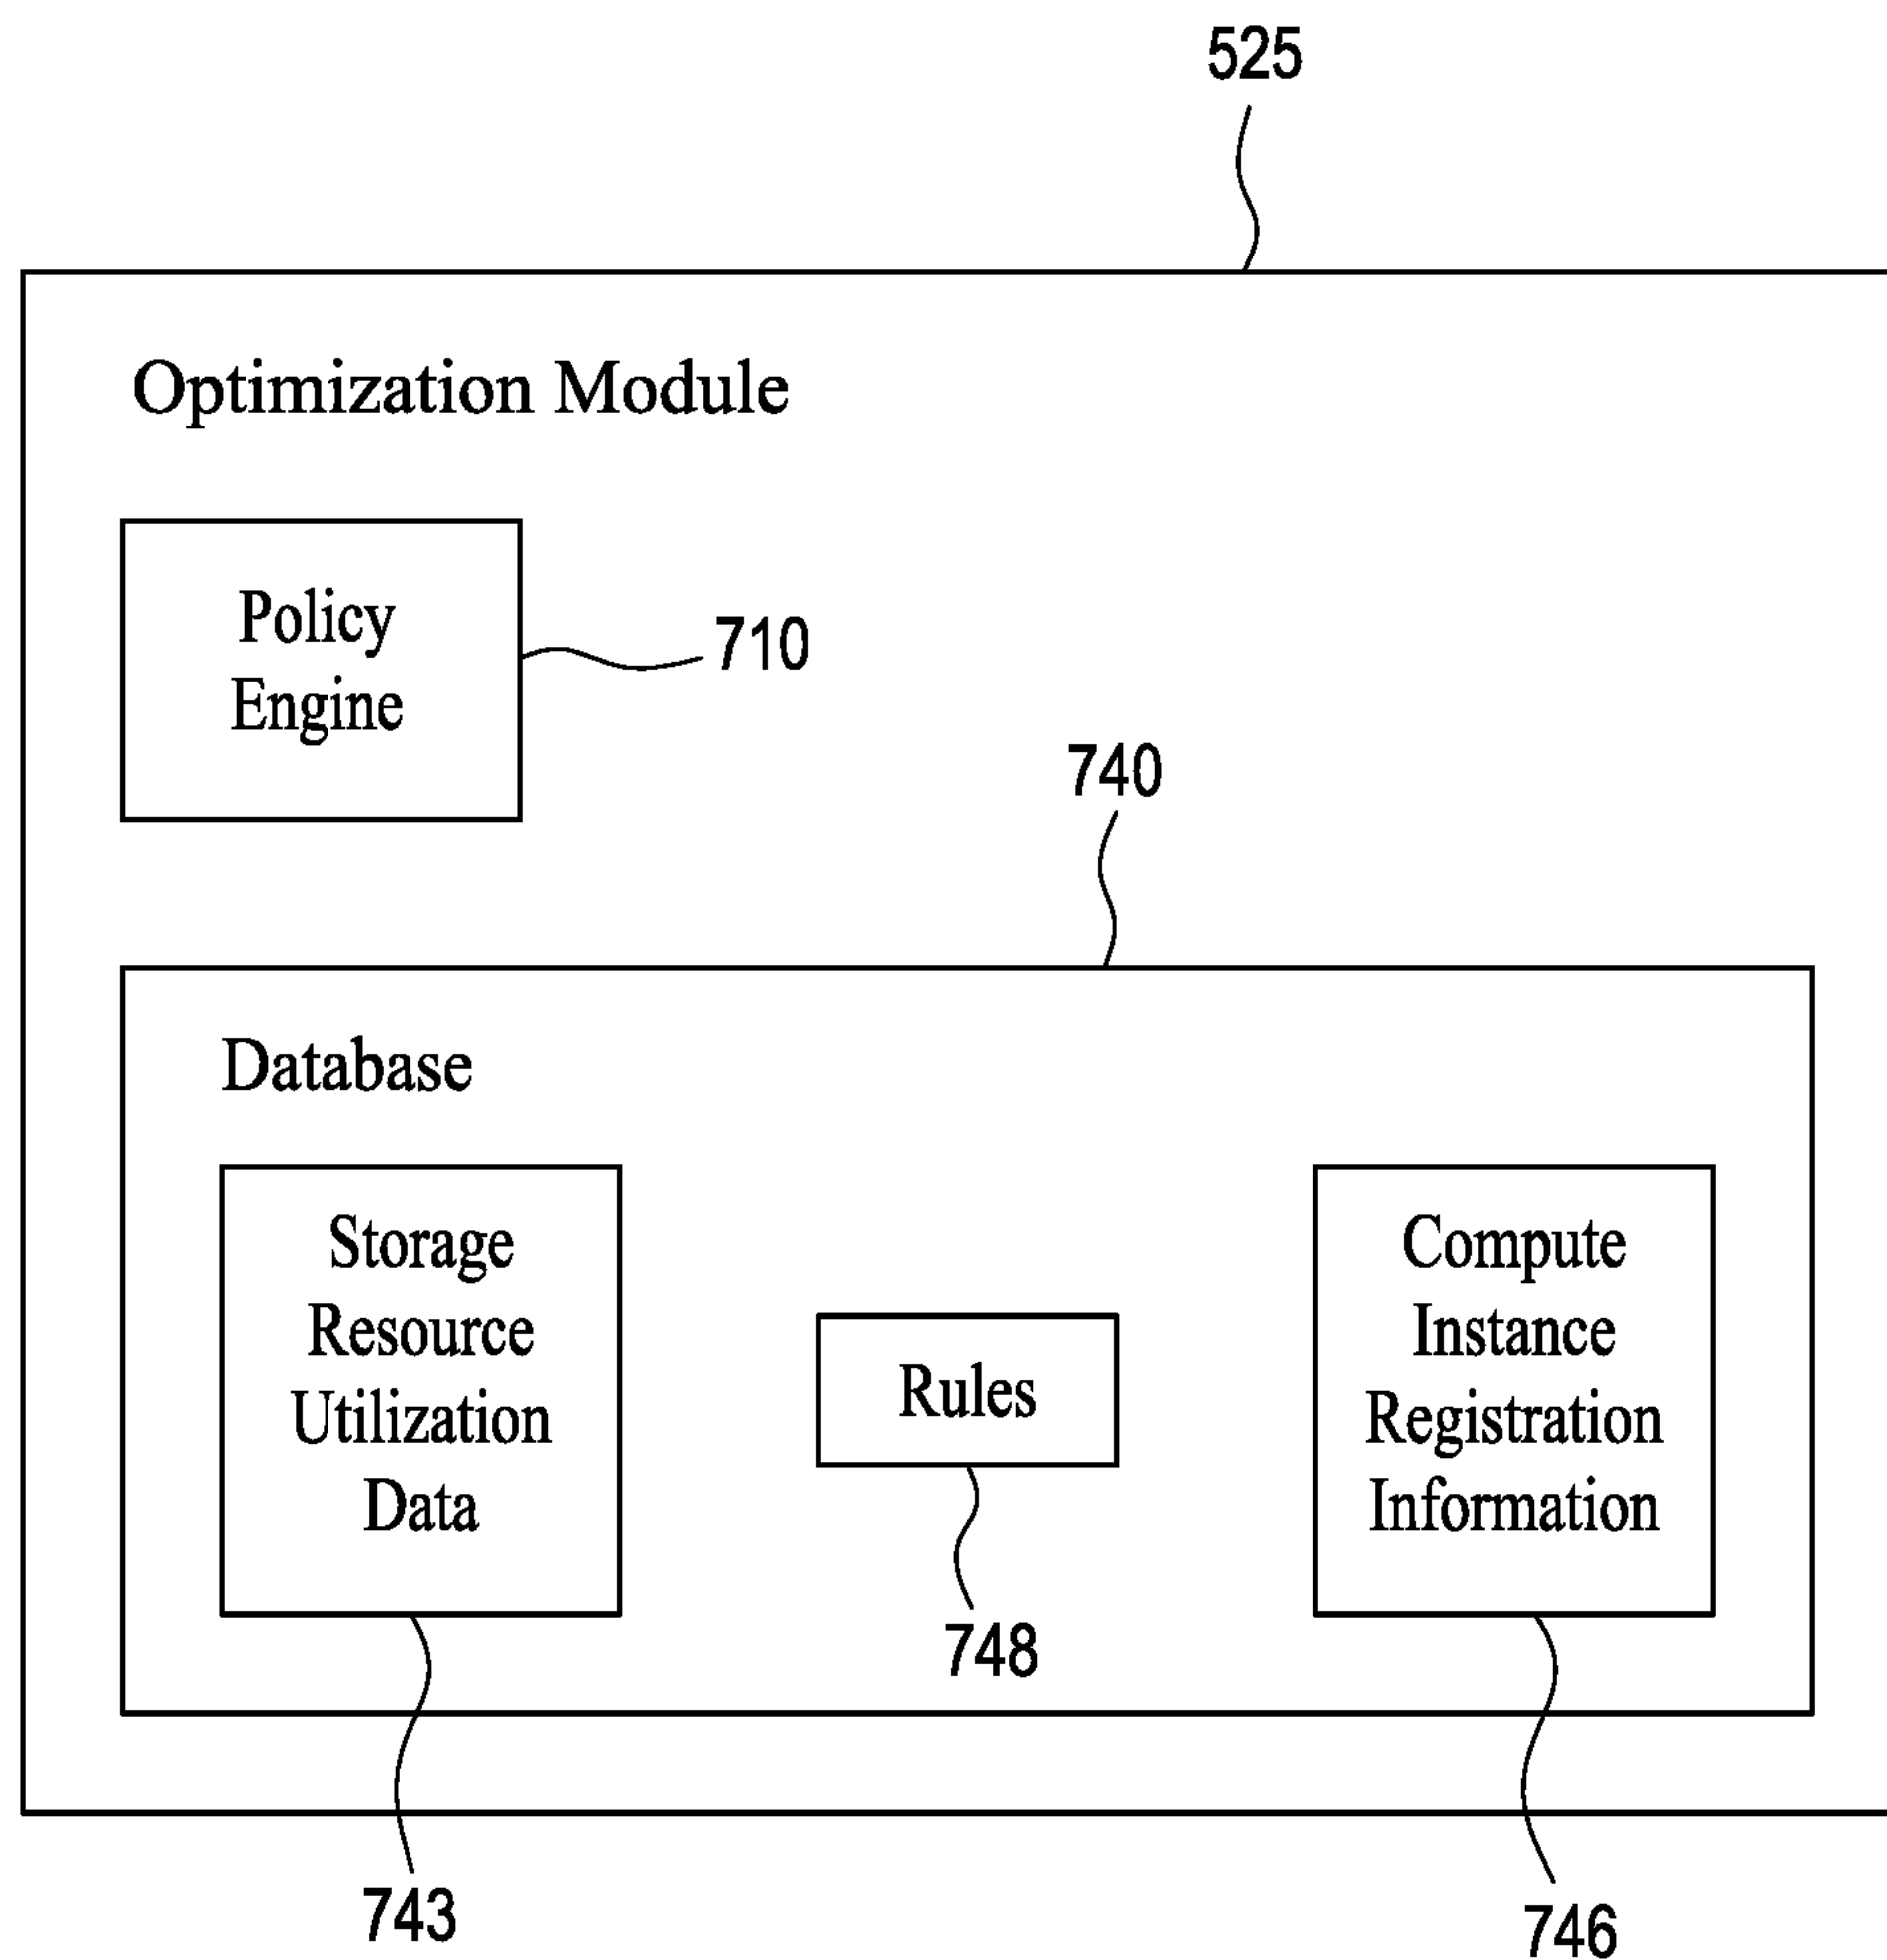 525
Optimization Module
Policy
Engine
710
740
Database
Storage
Resource
Utilization
Data
Rules
748
Compute
Instance
Registration
Information
743
746